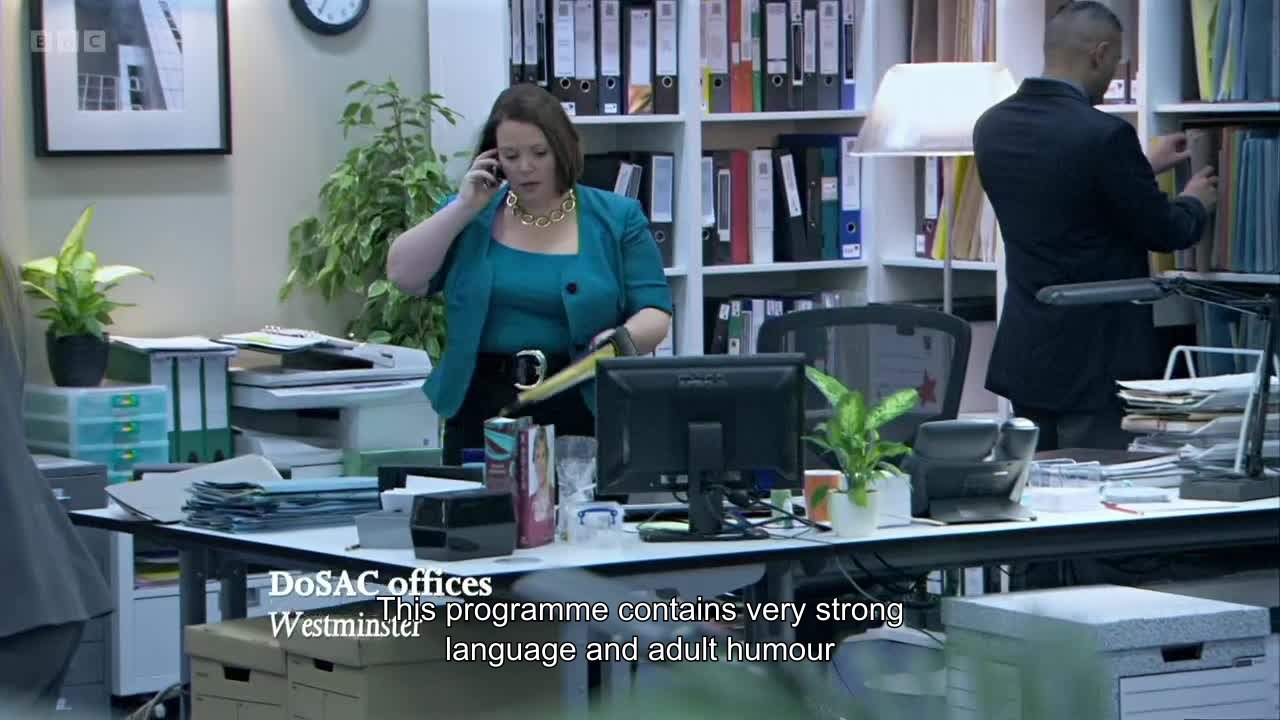 BBC
DoSAC offices
Westminster
This programme contains very strong
language and adult humour